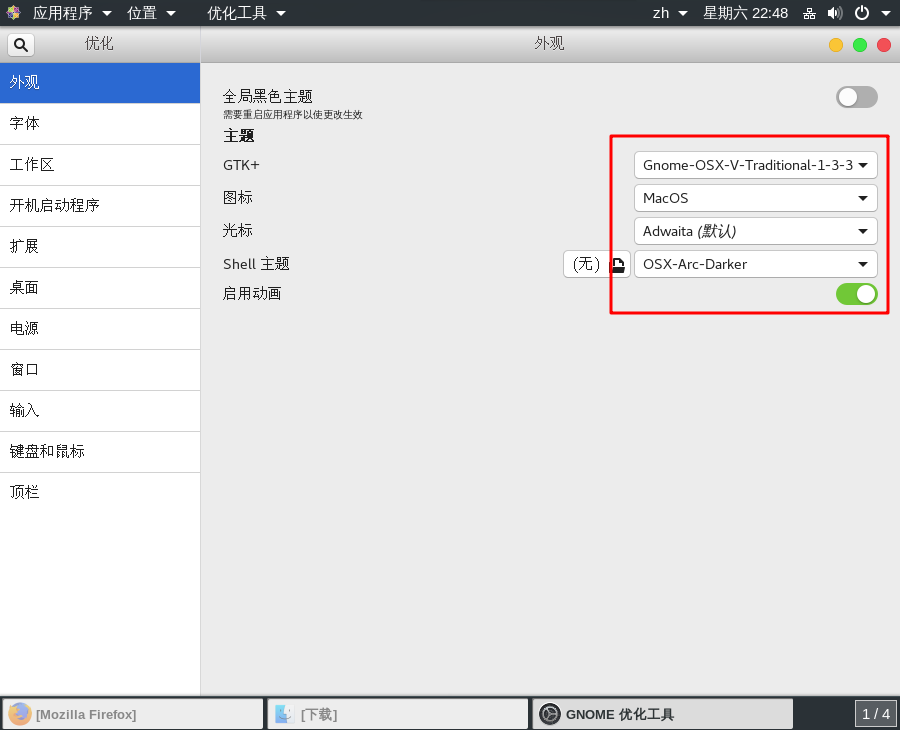 应用程序 位置 优化工具 zh 星期六 22:48
优化 外观
外观
字体
工作区
开机启动程序
扩展
桌面
电源
窗口
输入
键盘和鼠标
顶栏
全局黑色主题
需要重启应用程序以使更改生效
主题
GTK+ Gnome-OSX-V-Traditional-1-3-3
图标 MacOS
光标 Adwaita (默认)
Shell 主题 (无) OSX-Arc-Darker
启用动画
[Mozilla Firefox] [下载] GNOME 优化工具 1 / 4